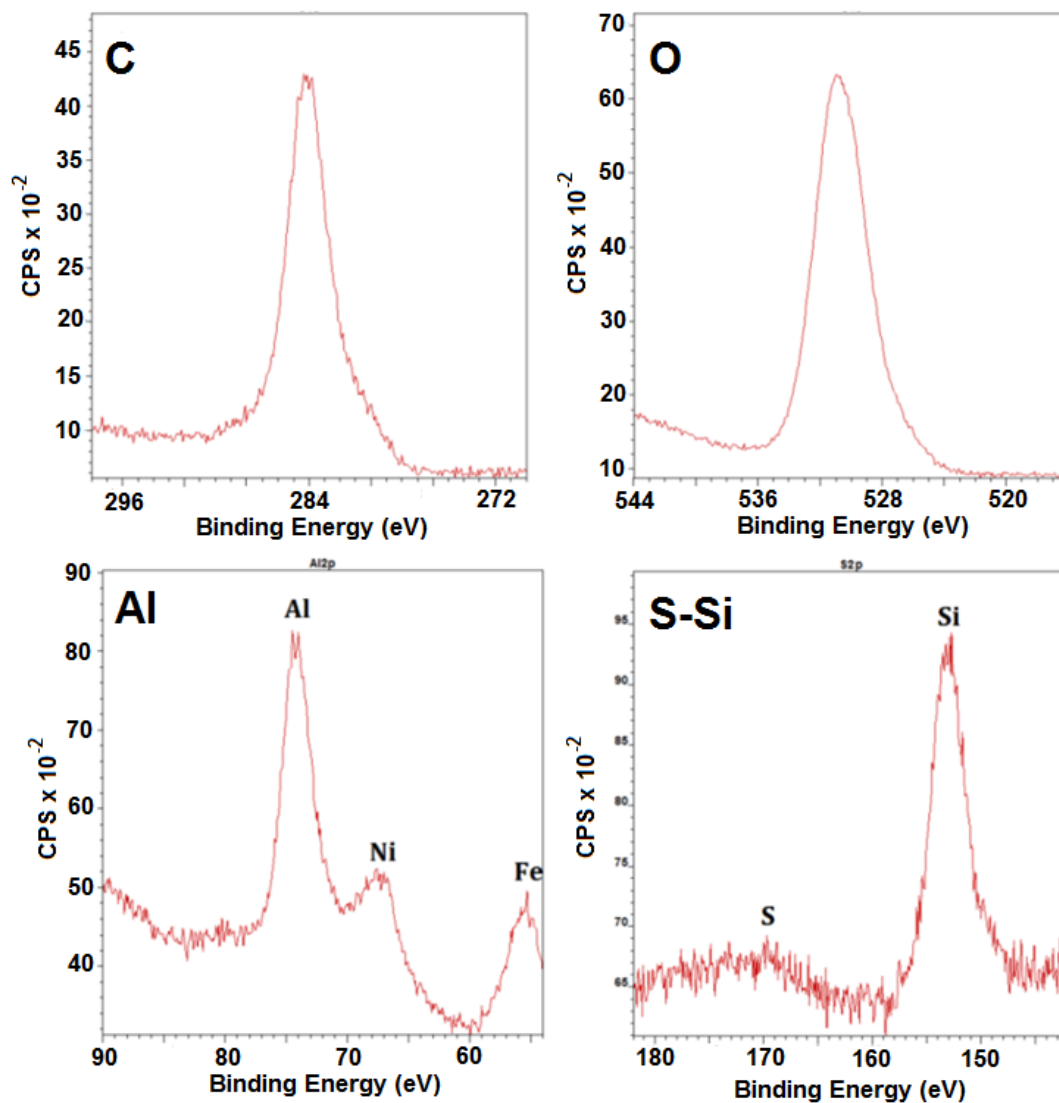 C
45
40
35
30
25
20
15
10
CPS x 10-2
296
284
272
Binding Energy (eV)
O
70
60
50
40
30
20
10
CPS x 10-2
544
536
528
520
Binding Energy (eV)
Al2p
Al
Al
Ni
Fe
90
80
70
60
50
40
CPS x 10-2
90
80
70
60
Binding Energy (eV)
S2p
S-Si
Si
S
95
90
85
80
75
70
65
CPS x 10-2
180
170
160
150
Binding Energy (eV)